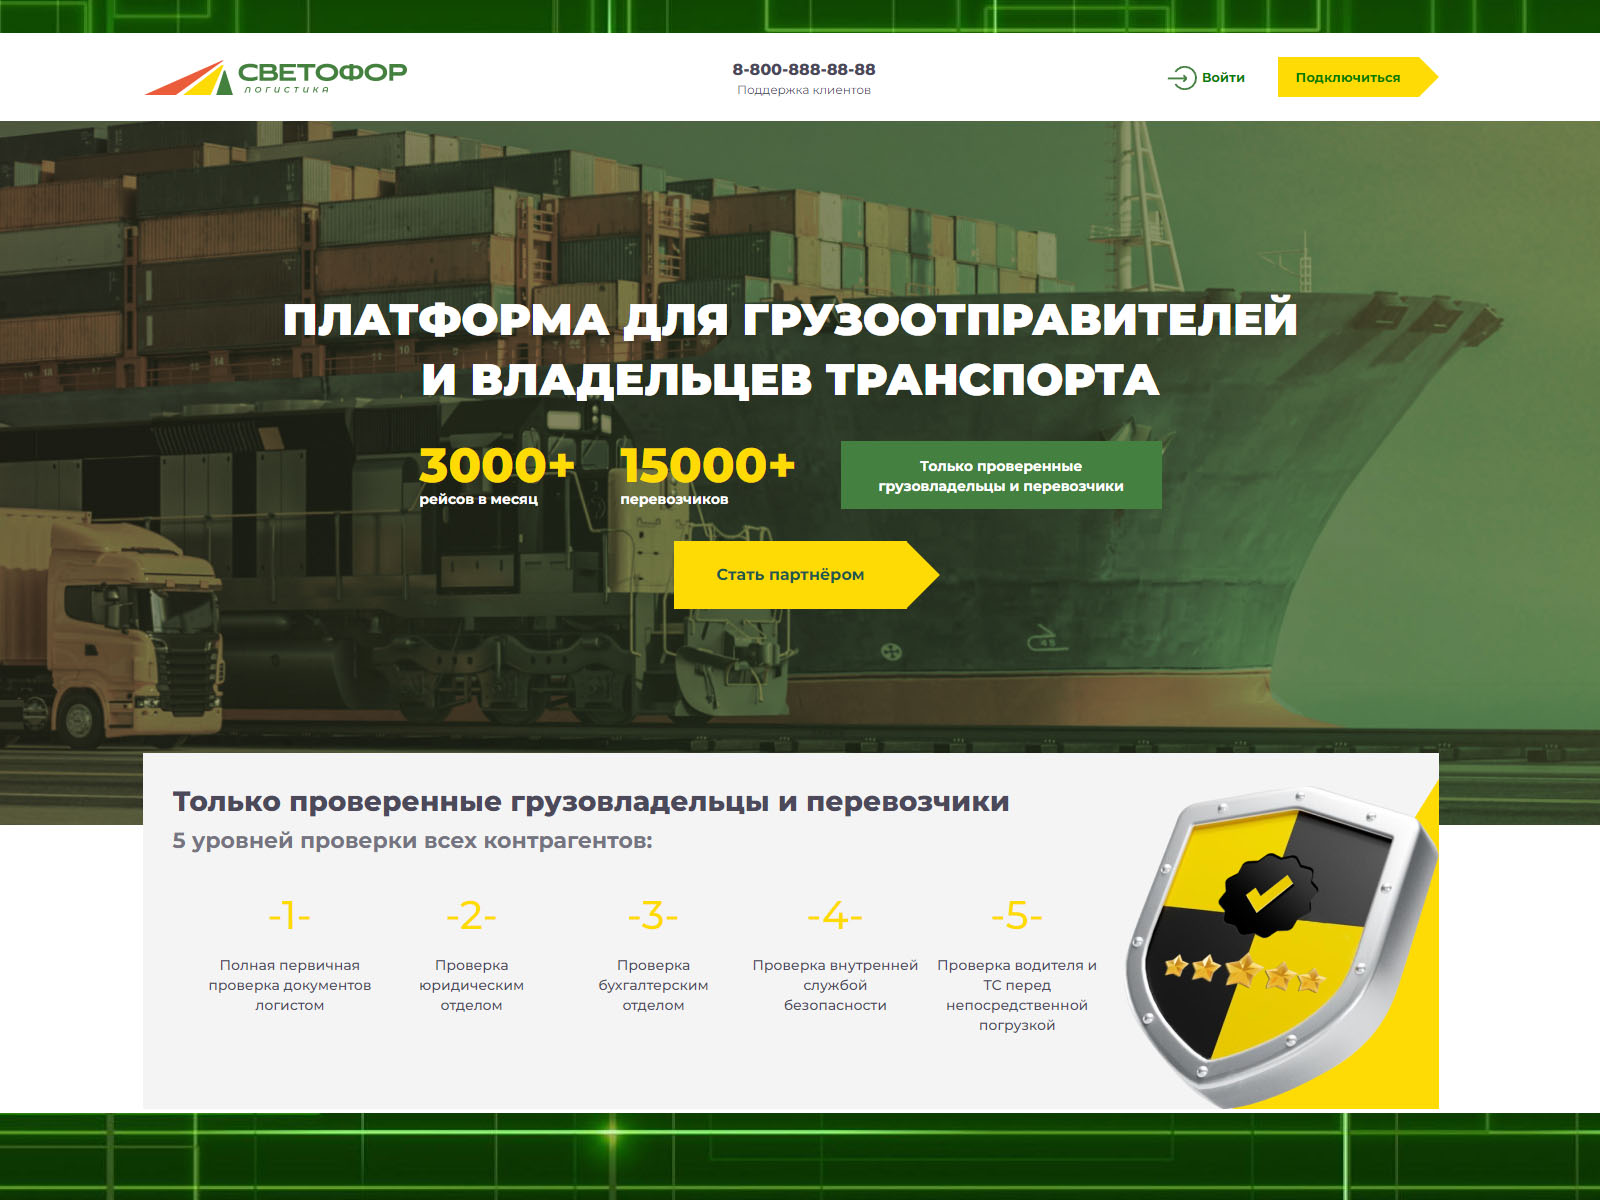 СВЕТОФОР
ЛОГИСТИКА
8-800-888-88-88
Поддержка клиентов
Войти
Подключиться
ПЛАТФОРМА ДЛЯ ГРУЗООТПРАВИТЕЛЕЙ
И ВЛАДЕЛЬЦЕВ ТРАНСПОРТА
3000+
рейсов в месяц
15000+
перевозчиков
Только проверенные
грузовладельцы и перевозчики
Стать партнёром
Только проверенные грузовладельцы и перевозчики
5 уровней проверки всех контрагентов:
-1-
Полная первичная
проверка документов
логистом
-2-
Проверка
юридическим
отделом
-3-
Проверка
бухгалтерским
отделом
-4-
Проверка внутренней
службой
безопасности
-5-
Проверка водителя и
ТС перед
непосредственной
погрузкой